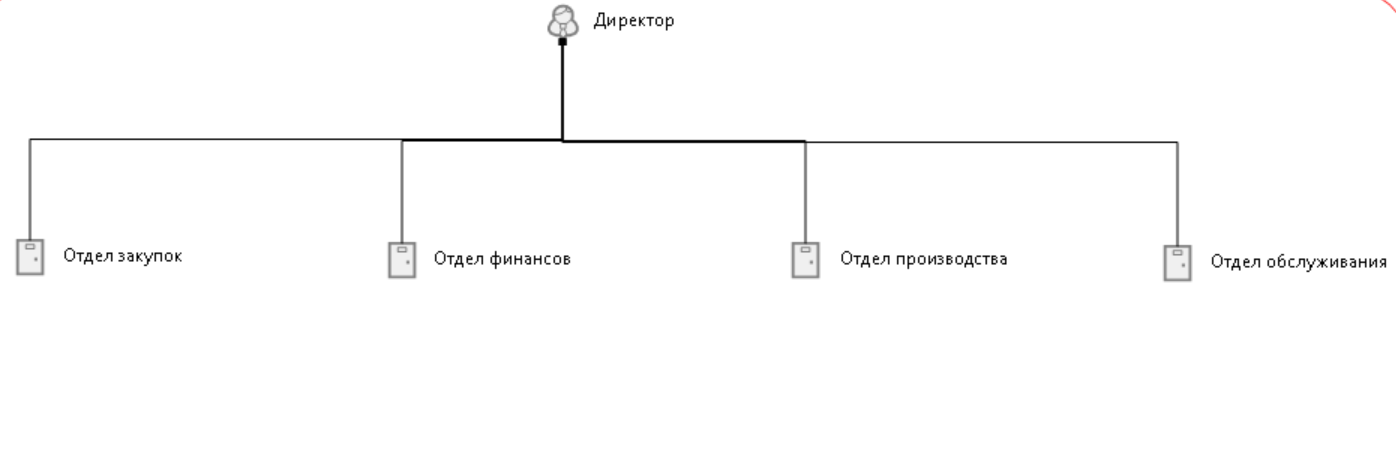 Директор
Отдел закупок
Отдел финансов
Отдел производства
Отдел обслуживания